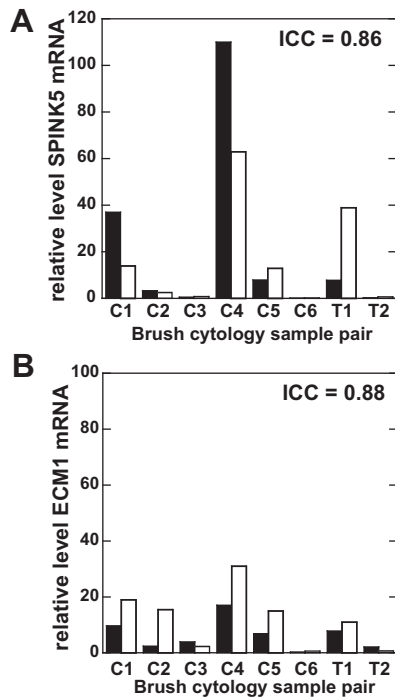 A
ICC = 0.86
relative level SPINK5 mRNA
120
100
80
60
40
20
0
C1 C2 C3 C4 C5 C6 T1 T2
Brush cytology sample pair
B
ICC = 0.88
relative level ECM1 mRNA
100
80
60
40
20
0
C1 C2 C3 C4 C5 C6 T1 T2
Brush cytology sample pair